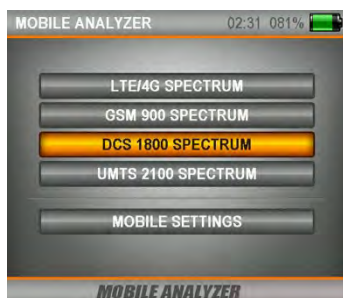 MOBILE ANALYZER 02:31 081%
LTE/4G SPECTRUM
GSM 900 SPECTRUM
DCS 1800 SPECTRUM
UMTS 2100 SPECTRUM
MOBILE SETTINGS
MOBILE ANALYZER